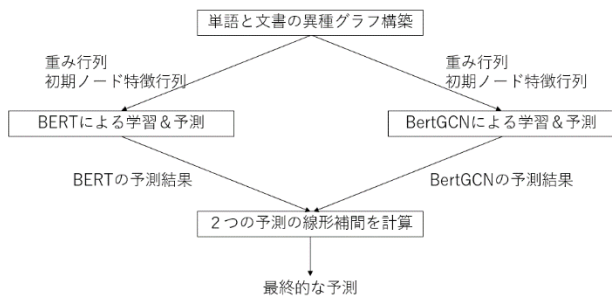 単語と文書の異種グラフ構築
重み行列
初期ノード特徴行列
重み行列
初期ノード特徴行列
BERTによる学習＆予測
BertGCNによる学習＆予測
BERTの予測結果
BertGCNの予測結果
２つの予測の線形補間を計算
最終的な予測